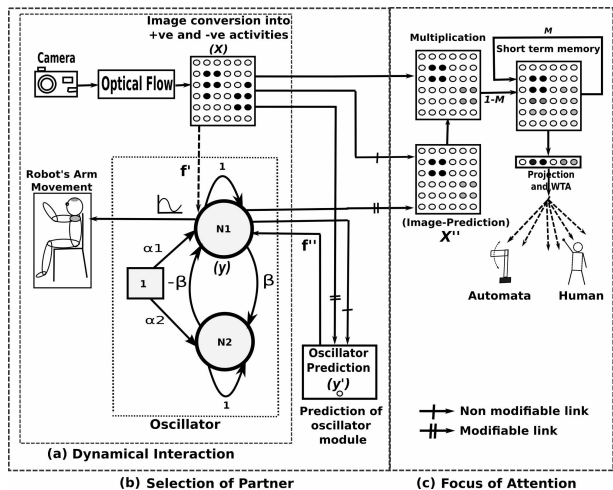 Image conversion into
+ve and -ve activities
(X)
Camera
Optical Flow
Multiplication
M
Short term memory
1-M
Robot's Arm
Movement
f'
1
N1
(y)
f''
(Image-Prediction)
X''
Projection
and WTA
α1
1
-β
β
α2
N2
1
Oscillator
Oscillator
Prediction
(y')
Prediction of
oscillator
module
Automata
Human
Non modifiable link
Modifiable link
(a) Dynamical Interaction
(b) Selection of Partner
(c) Focus of Attention